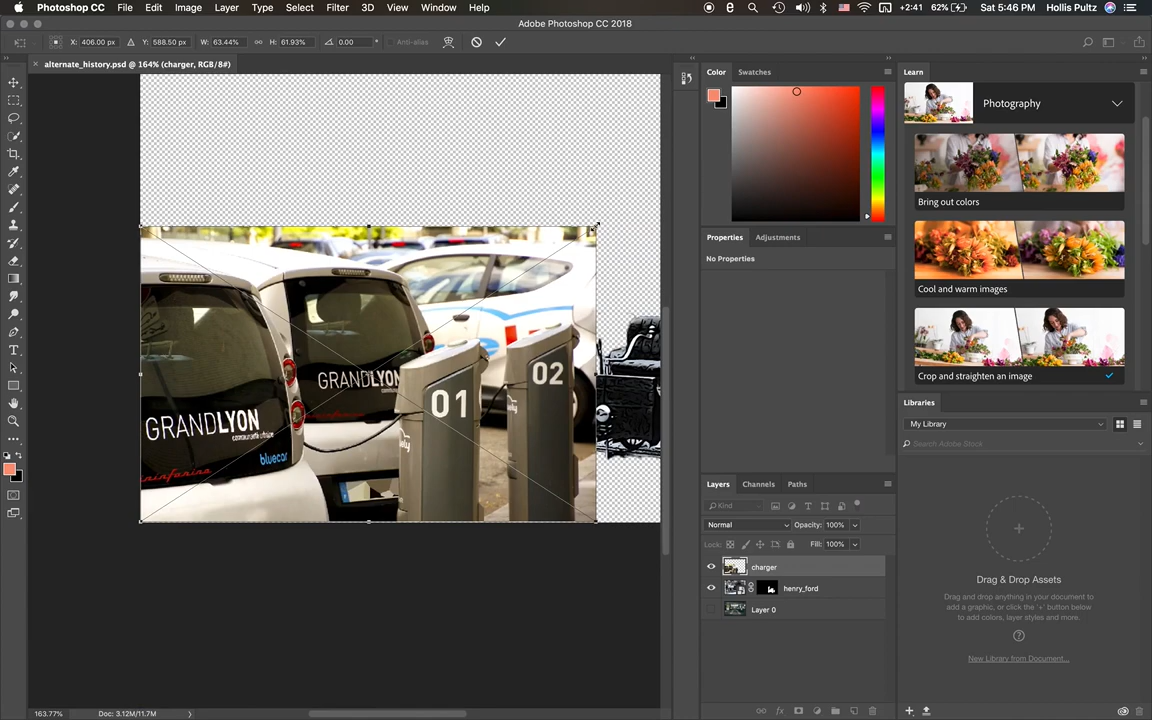 Photoshop CC File Edit Image Layer Type Select Filter 3D View Window Help +2:41 62% Sat 5:46 PM Hollis Pultz
Adobe Photoshop CC 2018
X: 406.00 px Y: 588.50 px W: 63.44% H: 61.93% 0.00 ° Anti-alias
alternate_history.psd @ 164% (charger, RGB/8#)
Color Swatches
Learn
Photography
Bring out colors
Properties Adjustments
No Properties
Cool and warm images
Crop and straighten an image
GRANDLYON
GRANDLYON
bluecar
pininfarina
01
02
Libraries
My Library
Search Adobe Stock
Layers Channels Paths
Kind
Normal Opacity: 100%
Lock: Fill: 100%
charger
henry_ford
Layer 0
Drag & Drop Assets
Drag and drop anything in your document to
add a graphic, or click the '+' button below
to add colors, layer styles and more.
New Library from Document...
163.77% Doc: 3.12M/11.7M